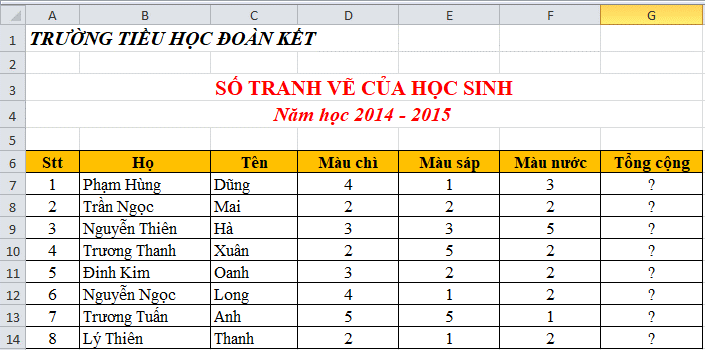 A B C D E F G
1 TRƯỜNG TIỂU HỌC ĐOÀN KẾT
2
3 SỐ TRANH VẼ CỦA HỌC SINH
4 Năm học 2014 - 2015
5
6 Stt Họ Tên Màu chì Màu sáp Màu nước Tổng cộng
7 1 Phạm Hùng Dũng 4 1 3 ?
8 2 Trần Ngọc Mai 2 2 2 ?
9 3 Nguyễn Thiên Hà 3 3 5 ?
10 4 Trương Thanh Xuân 2 5 2 ?
11 5 Đinh Kim Oanh 3 2 2 ?
12 6 Nguyễn Ngọc Long 4 1 2 ?
13 7 Trương Tuấn Anh 5 5 1 ?
14 8 Lý Thiên Thanh 2 1 2 ?